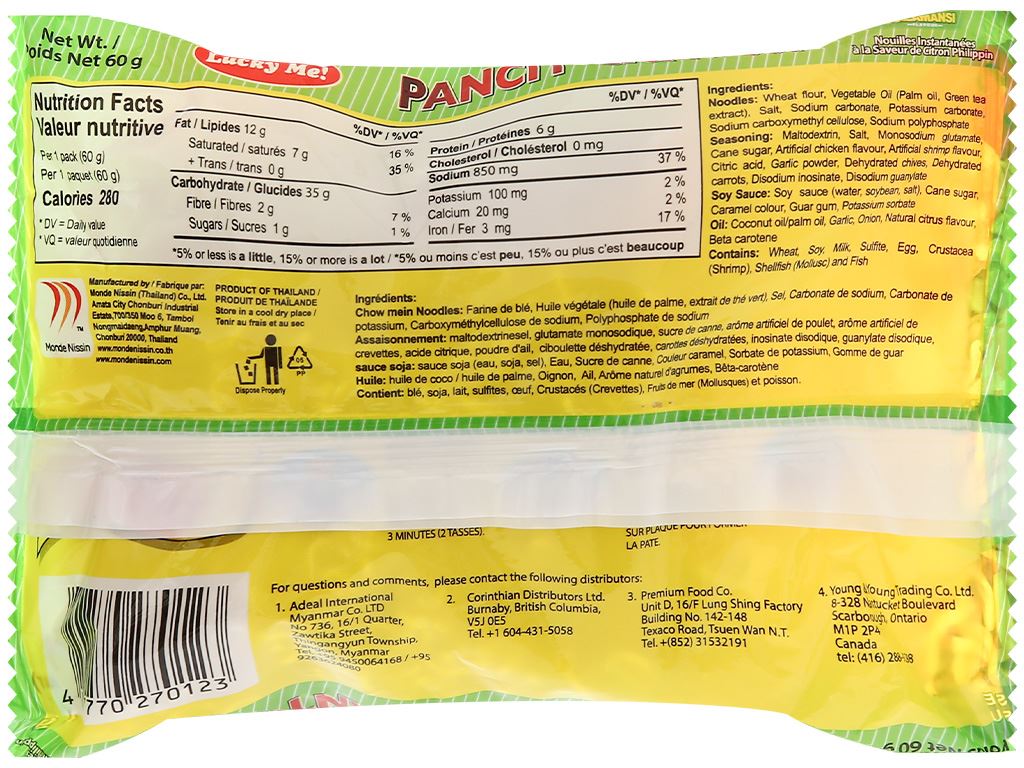 Net Wt. /
Poids Net 60 g
Lucky Me!
PANCIT
Nouilles Instantanées
à la Saveur de Citron Philippin
Nutrition Facts
Valeur nutritive
Per 1 pack (60 g)
Per 1 paquet (60 g)
Calories 280
* DV = Daily value
* VQ = valeur quotidienne
%DV* / %VQ*
Fat / Lipides 12 g 16 %
Saturated / saturés 7 g 35 %
+ Trans / trans 0 g
Carbohydrate / Glucides 35 g
Fibre / Fibres 2 g 7 %
Sugars / Sucres 1 g 1 %
%DV* / %VQ*
Protein / Protéines 6 g
Cholesterol / Choléstérol 0 mg
Sodium 850 mg 37 %
Potassium 100 mg 2 %
Calcium 20 mg 2 %
Iron / Fer 3 mg 17 %
*5% or less is a little, 15% or more is a lot / *5% ou moins c'est peu, 15% ou plus c'est beaucoup
Ingredients:
Noodles: Wheat flour, Vegetable Oil (Palm oil, Green tea
extract), Salt, Sodium carbonate, Potassium carbonate,
Sodium carboxymethyl cellulose, Sodium polyphosphate
Seasoning: Maltodextrin, Salt, Monosodium glutamate,
Cane sugar, Artificial chicken flavour, Artificial shrimp flavour,
Citric acid, Garlic powder, Dehydrated chives, Dehydrated
carrots, Disodium inosinate, Disodium guanylate
Soy Sauce: Soy sauce (water, soybean, salt), Cane sugar,
Caramel colour, Guar gum, Potassium sorbate
Oil: Coconut oil/palm oil, Garlic, Onion, Natural citrus flavour,
Beta carotene
Contains: Wheat, Soy, Milk, Sulfite, Egg, Crustacea
(Shrimp), Shellfish (Mollusc) and Fish
TM
Monde Nissin
Manufactured by / Fabrique par:
Monde Nissin (Thailand) Co., Ltd.
Amata City Chonburi Industrial
Estate,700/350 Moo 6, Tambol
Nongmaidaeng,Amphur Muang,
Chonburi 20000, Thailand
www.mondenissin.co.th
www.mondenissin.com
PRODUCT OF THAILAND /
PRODUIT DE THAÏLANDE
Store in a cool dry place /
Tenir au frais et au sec
Dispose Properly
05
PP
Ingrédients:
Chow mein Noodles: Farine de blé, Huile végétale (huile de palme, extrait de thé vert), Sel, Carbonate de sodium, Carbonate de
potassium, Carboxyméthylcellulose de sodium, Polyphosphate de sodium
Assaisonnement: maltodextrinesel, glutamate monosodique, sucre de canne, arôme artificiel de poulet, arôme artificiel de
crevettes, acide citrique, poudre d'ail, ciboulette déshydratée, carottes déshydratées, inosinate disodique, guanylate disodique,
sauce soja: sauce soja (eau, soja, sel), Eau, Sucre de canne, Couleur caramel, Sorbate de potassium, Gomme de guar
Huile: huile de coco / huile de palme, Oignon, Ail, Arôme naturel d'agrumes, Bêta-carotène
Contient: blé, soja, lait, sulfites, œuf, Crustacés (Crevettes), Fruits de mer (Mollusques) et poisson.
3 MINUTES (2 TASSES).
SUR PLAQUE POUR FORMER
LA PATE.
For questions and comments, please contact the following distributors:
1. Adeal International
Myanmar Co. LTD
No 736, 16/1 Quarter,
Zawtika Street,
Thingangyun Township,
Yangon, Myanmar
Tel. +95 9450064168 / +95
9263624080
2. Corinthian Distributors Ltd.
Burnaby, British Columbia,
V5J 0E5
Tel. +1 604-431-5058
3. Premium Food Co.
Unit D, 16/F Lung Shing Factory
Building No. 142-148
Texaco Road, Tsuen Wan N.T.
Tel. +(852) 31532191
4. Young & Young Trading Co. Ltd.
8-328 Nantucket Boulevard
Scarborough, Ontario
M1P 2P4
Canada
tel: (416)
4 770 270123